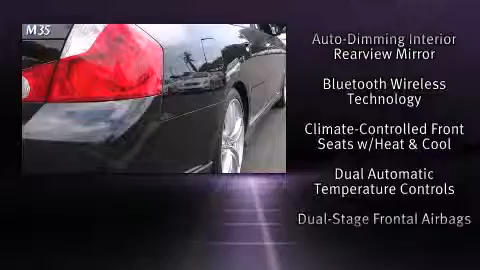 M35
Auto-Dimming Interior
Rearview Mirror
Bluetooth Wireless
Technology
Climate-Controlled Front
Seats w/Heat & Cool
Dual Automatic
Temperature Controls
Dual-Stage Frontal Airbags